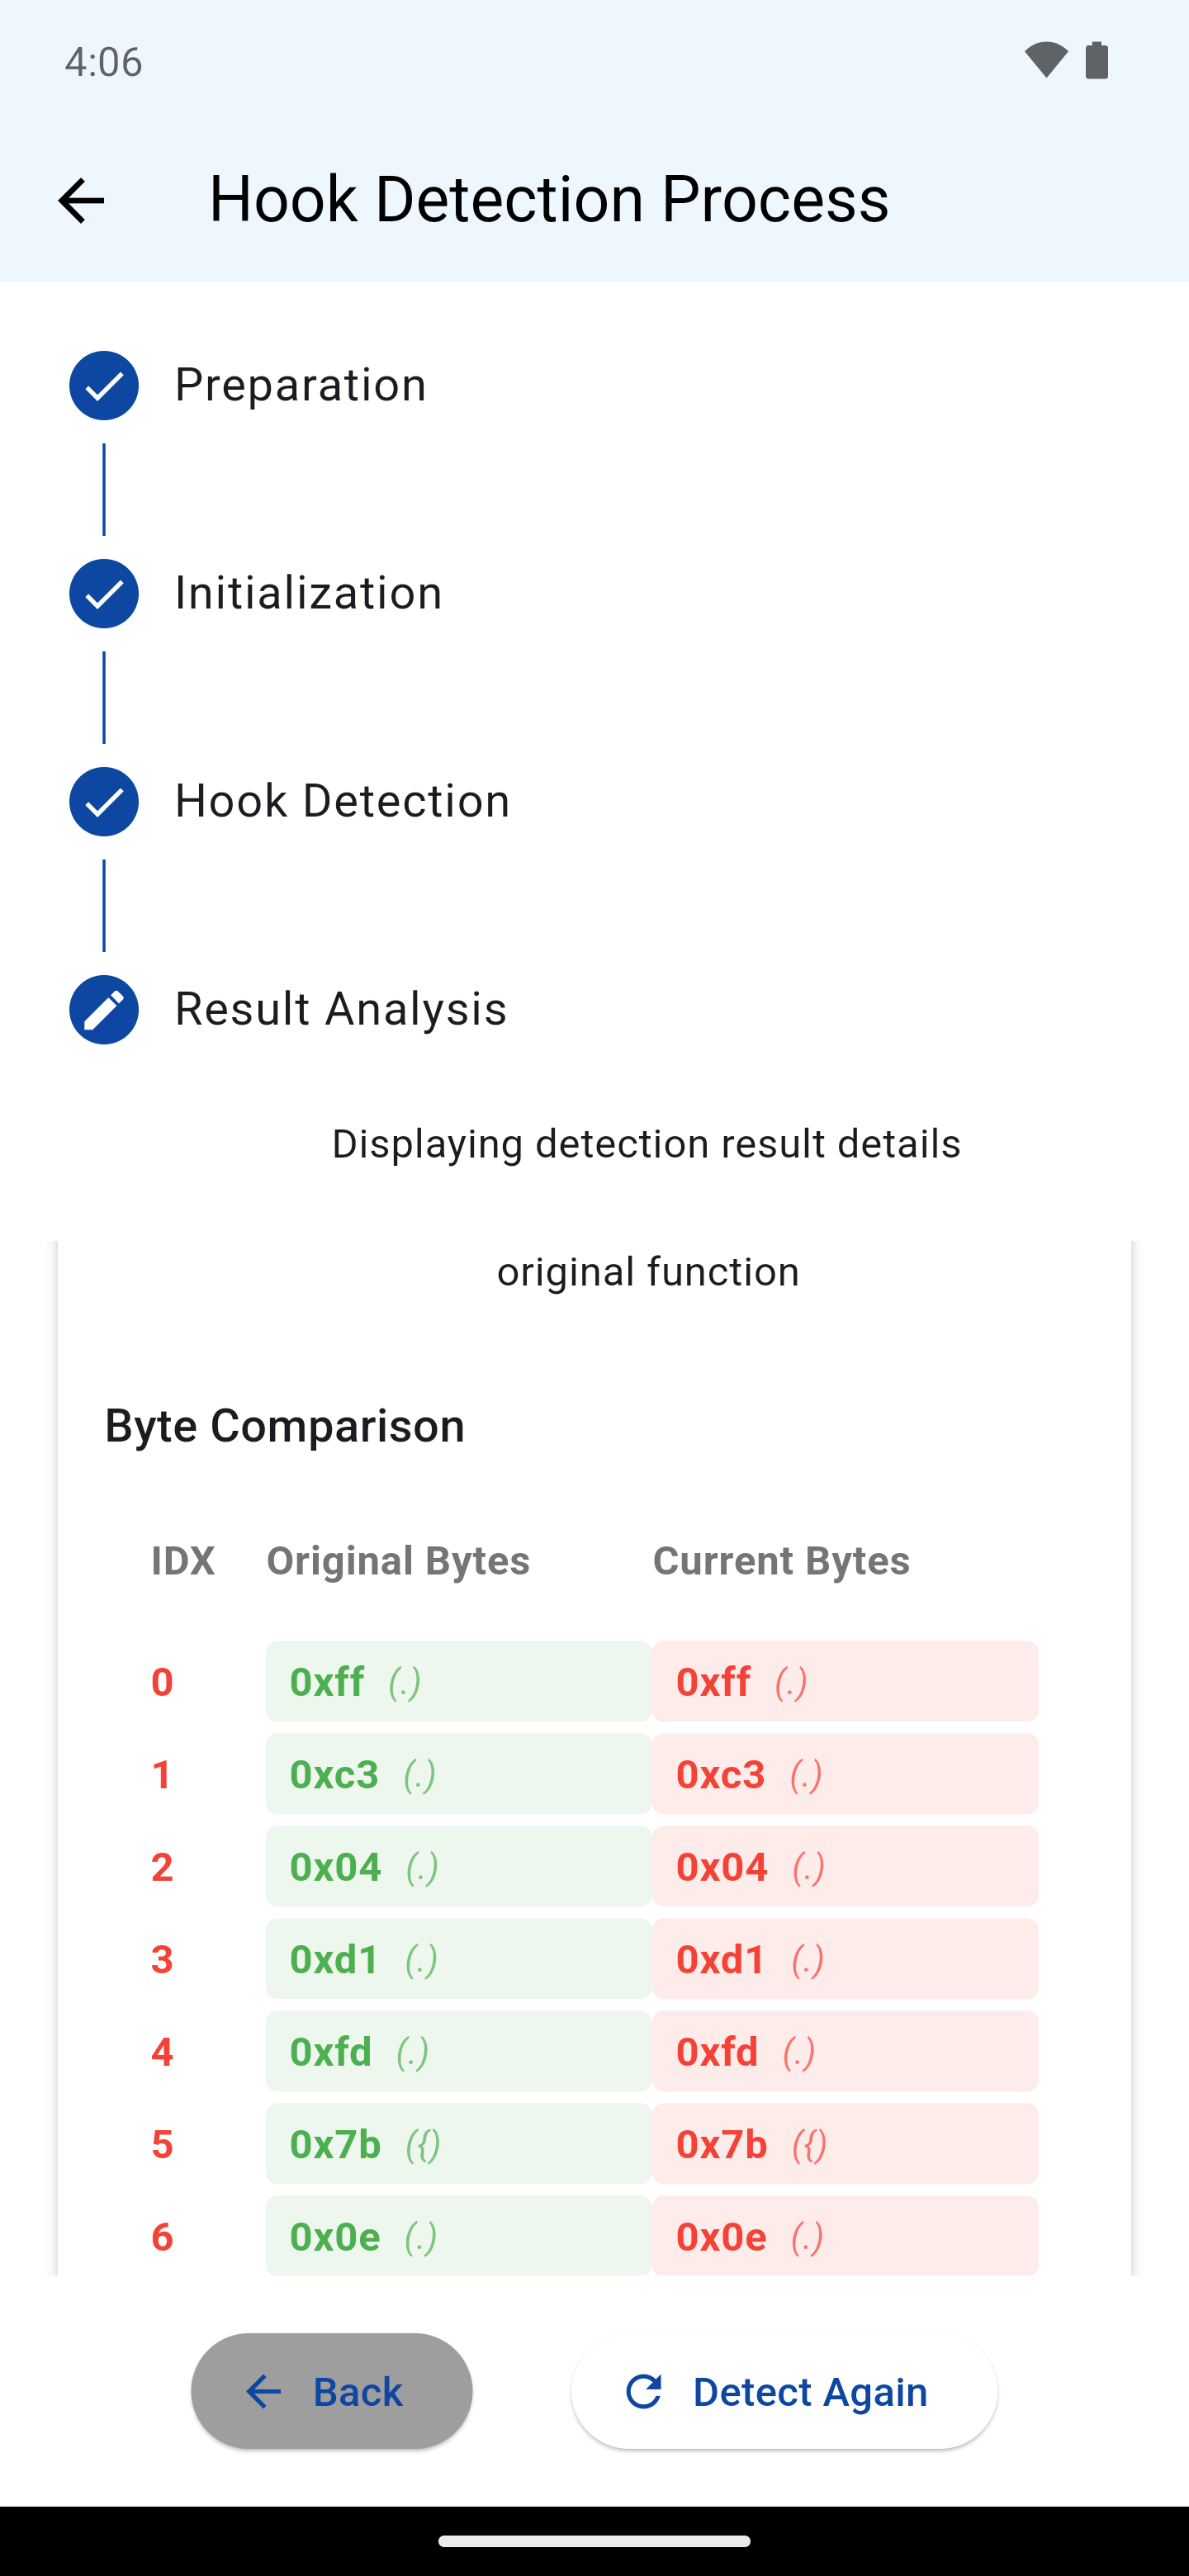 4:06
Hook Detection Process
Preparation
Initialization
Hook Detection
Result Analysis
Displaying detection result details
original function
Byte Comparison
IDX Original Bytes Current Bytes
0 0xff (.) 0xff (.)
1 0xc3 (.) 0xc3 (.)
2 0x04 (.) 0x04 (.)
3 0xd1 (.) 0xd1 (.)
4 0xfd (.) 0xfd (.)
5 0x7b ({) 0x7b ({)
6 0x0e (.) 0x0e (.)
Back Detect Again